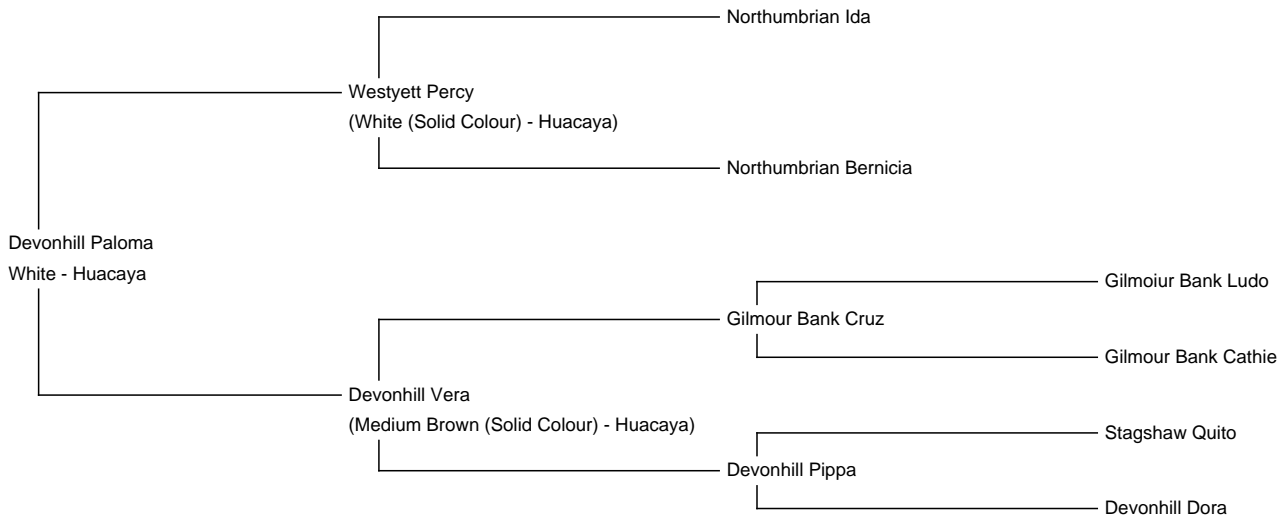 Northumbrian Ida
Westyett Percy
(White (Solid Colour) - Huacaya)
Northumbrian Bernicia
Devonhill Paloma
White - Huacaya
Gilmoiur Bank Ludo
Gilmour Bank Cruz
Gilmour Bank Cathie
Devonhill Vera
(Medium Brown (Solid Colour) - Huacaya)
Stagshaw Quito
Devonhill Pippa
Devonhill Dora